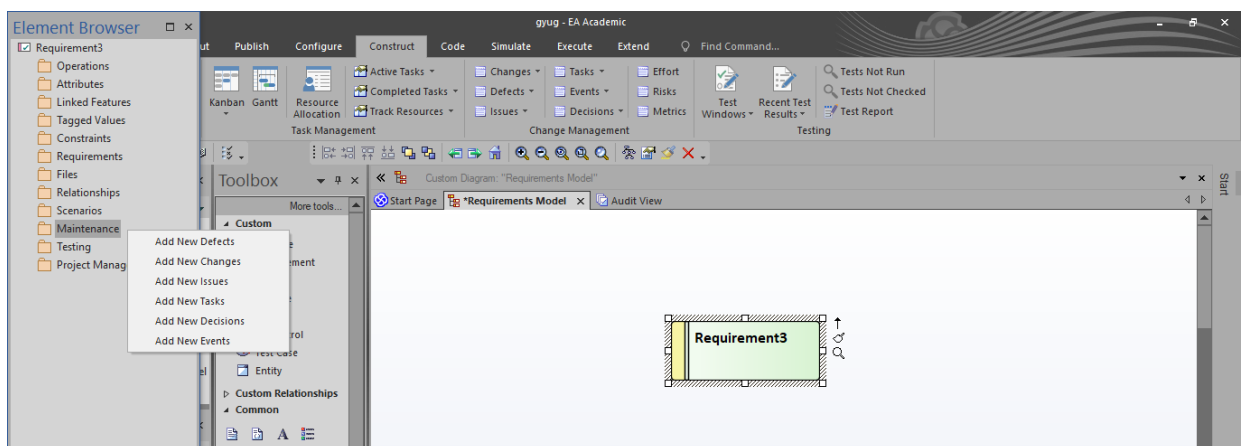 Element Browser
gyug - EA Academic
Requirement3
Operations
Attributes
Linked Features
Tagged Values
Constraints
Requirements
Files
Relationships
Scenarios
Maintenance
Testing
Project Manag
Add New Defects
Add New Changes
Add New Issues
Add New Tasks
Add New Decisions
Add New Events
ut Publish Configure Construct Code Simulate Execute Extend Find Command...
Kanban Gantt
Resource
Allocation
Active Tasks
Completed Tasks
Track Resources
Task Management
Changes Tasks Effort
Defects Events Risks
Issues Decisions Metrics
Change Management
Test
Windows
Recent Test
Results
Tests Not Run
Tests Not Checked
Test Report
Testing
Toolbox
More tools...
Custom
ement
rol
Test Case
Entity
Custom Relationships
Common
A
Custom Diagram: "Requirements Model"
Start Page *Requirements Model Audit View
Requirement3
Start